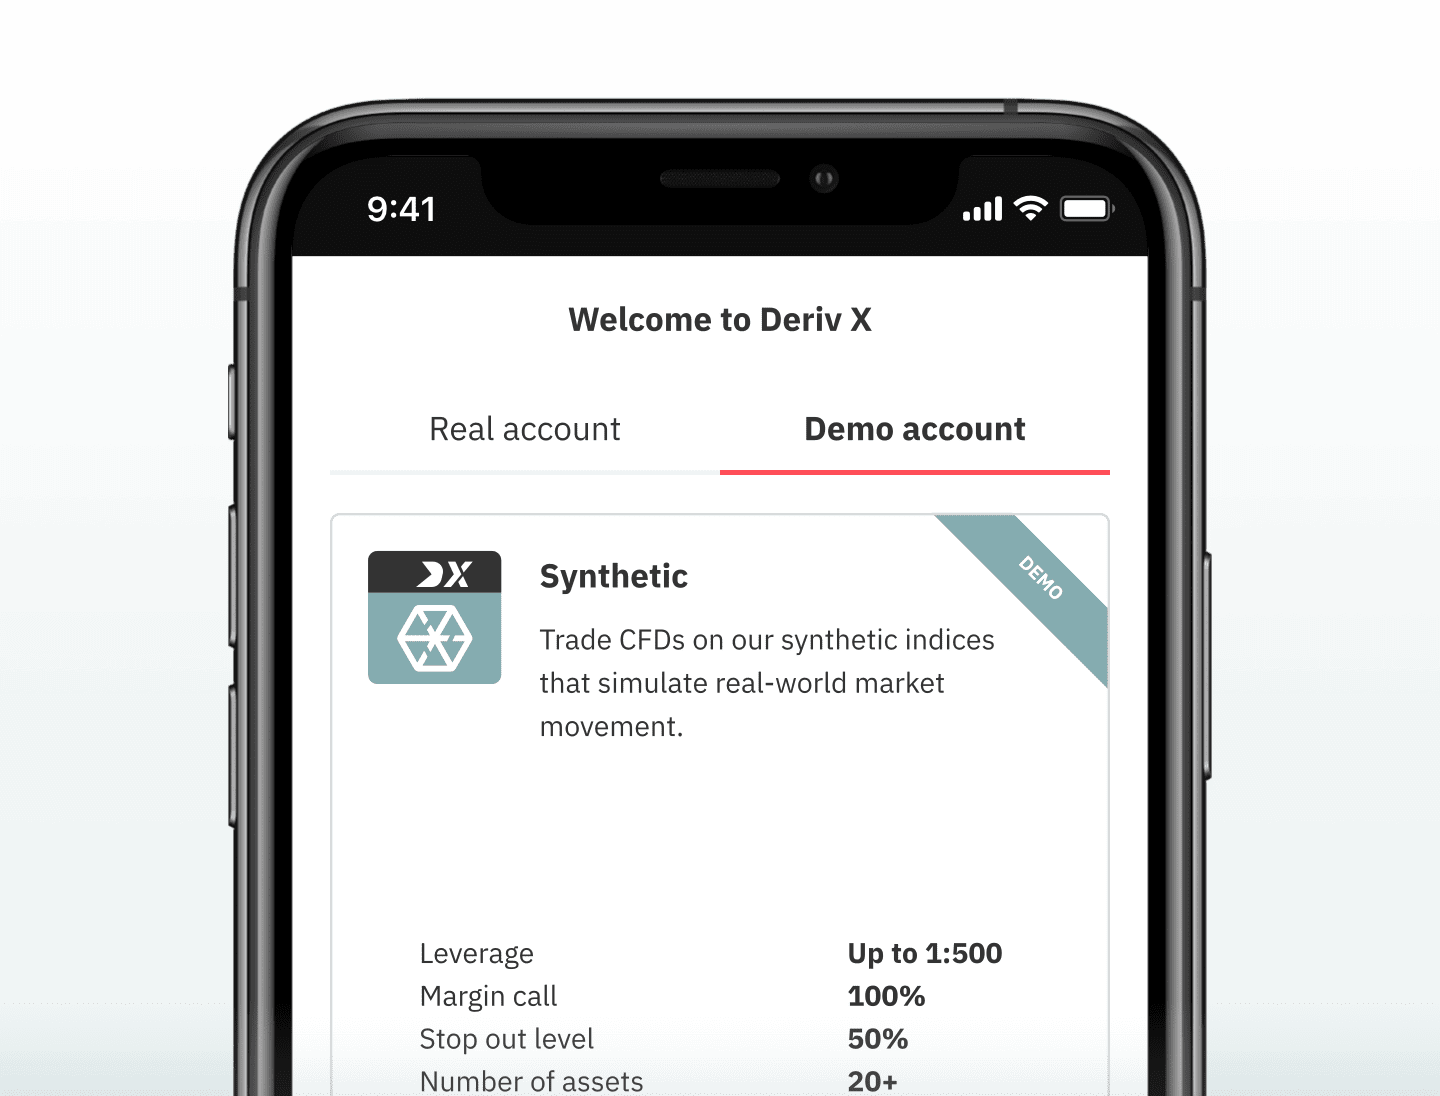 9:41
Welcome to Deriv X
Real account Demo account
DX
Synthetic
DEMO
Trade CFDs on our synthetic indices
that simulate real-world market
movement.
Leverage Up to 1:500
Margin call 100%
Stop out level 50%
Number of assets 20+